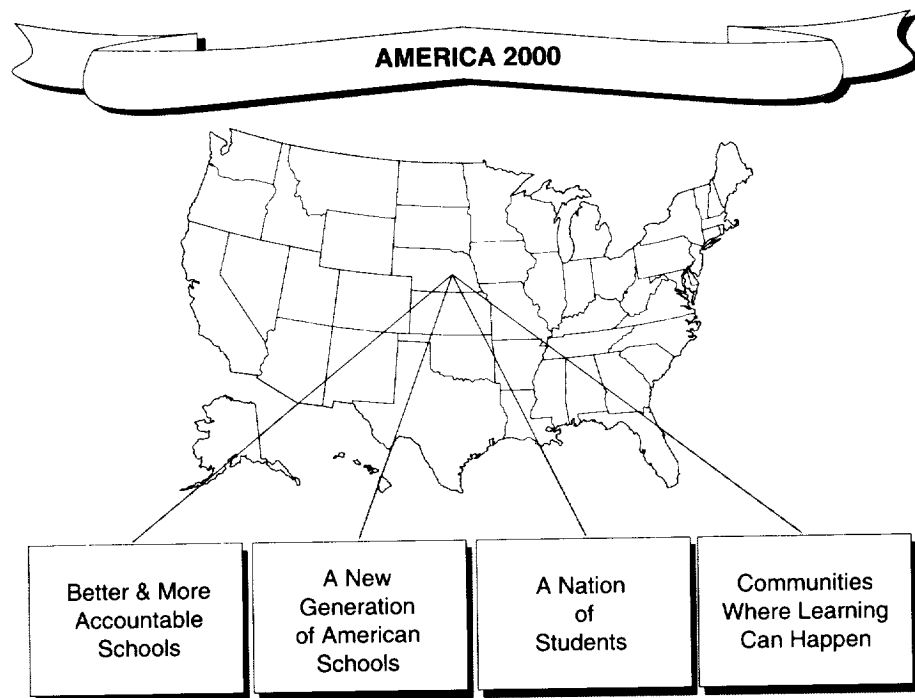 AMERICA 2000
Better & More
Accountable
Schools
A New
Generation
of American
Schools
A Nation
of
Students
Communities
Where Learning
Can Happen